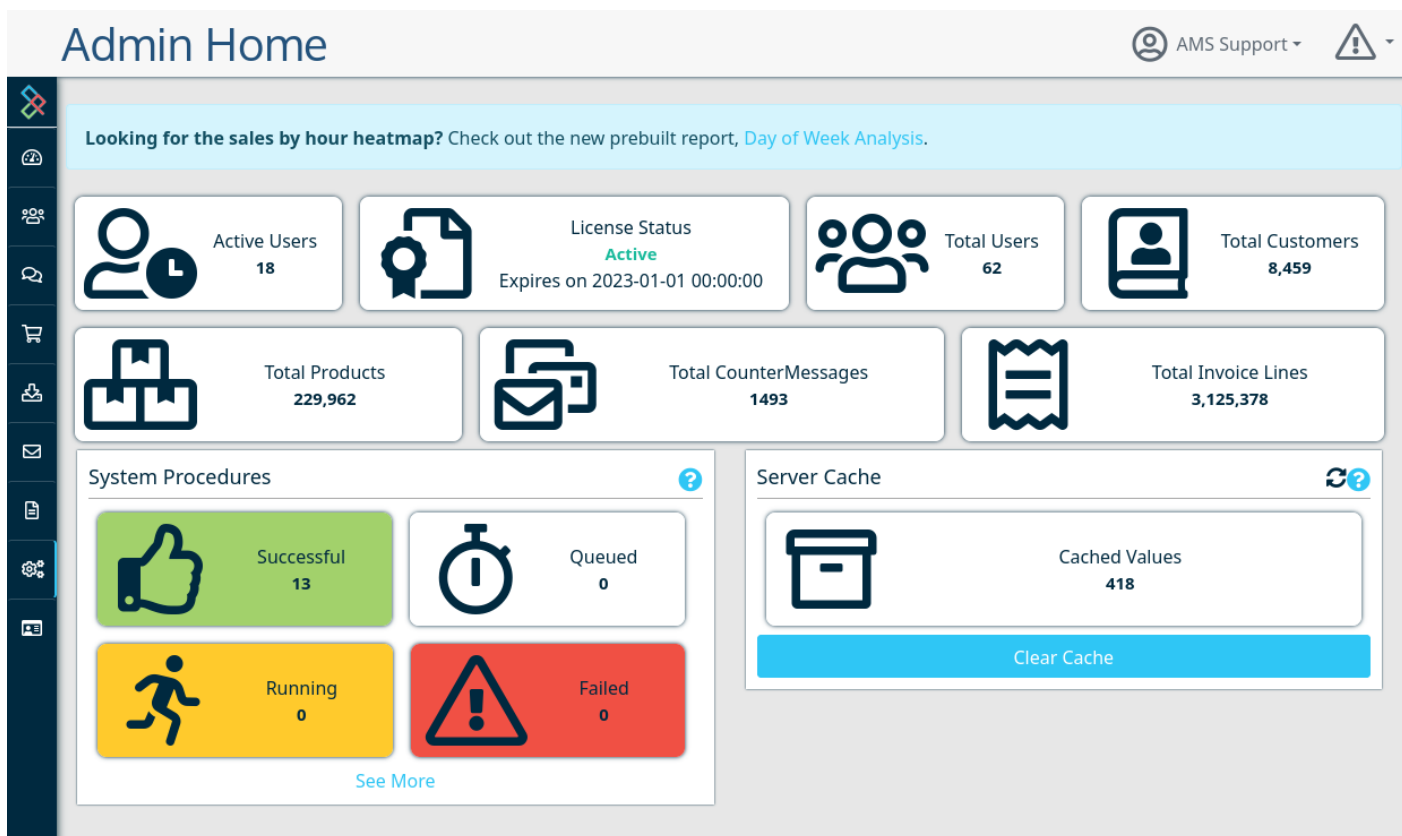 Admin Home
AMS Support
Looking for the sales by hour heatmap? Check out the new prebuilt report, Day of Week Analysis.
Active Users
18
License Status
Active
Expires on 2023-01-01 00:00:00
Total Users
62
Total Customers
8,459
Total Products
229,962
Total CounterMessages
1493
Total Invoice Lines
3,125,378
System Procedures
?
Successful
13
Queued
0
Running
0
Failed
0
See More
Server Cache
?
Cached Values
418
Clear Cache